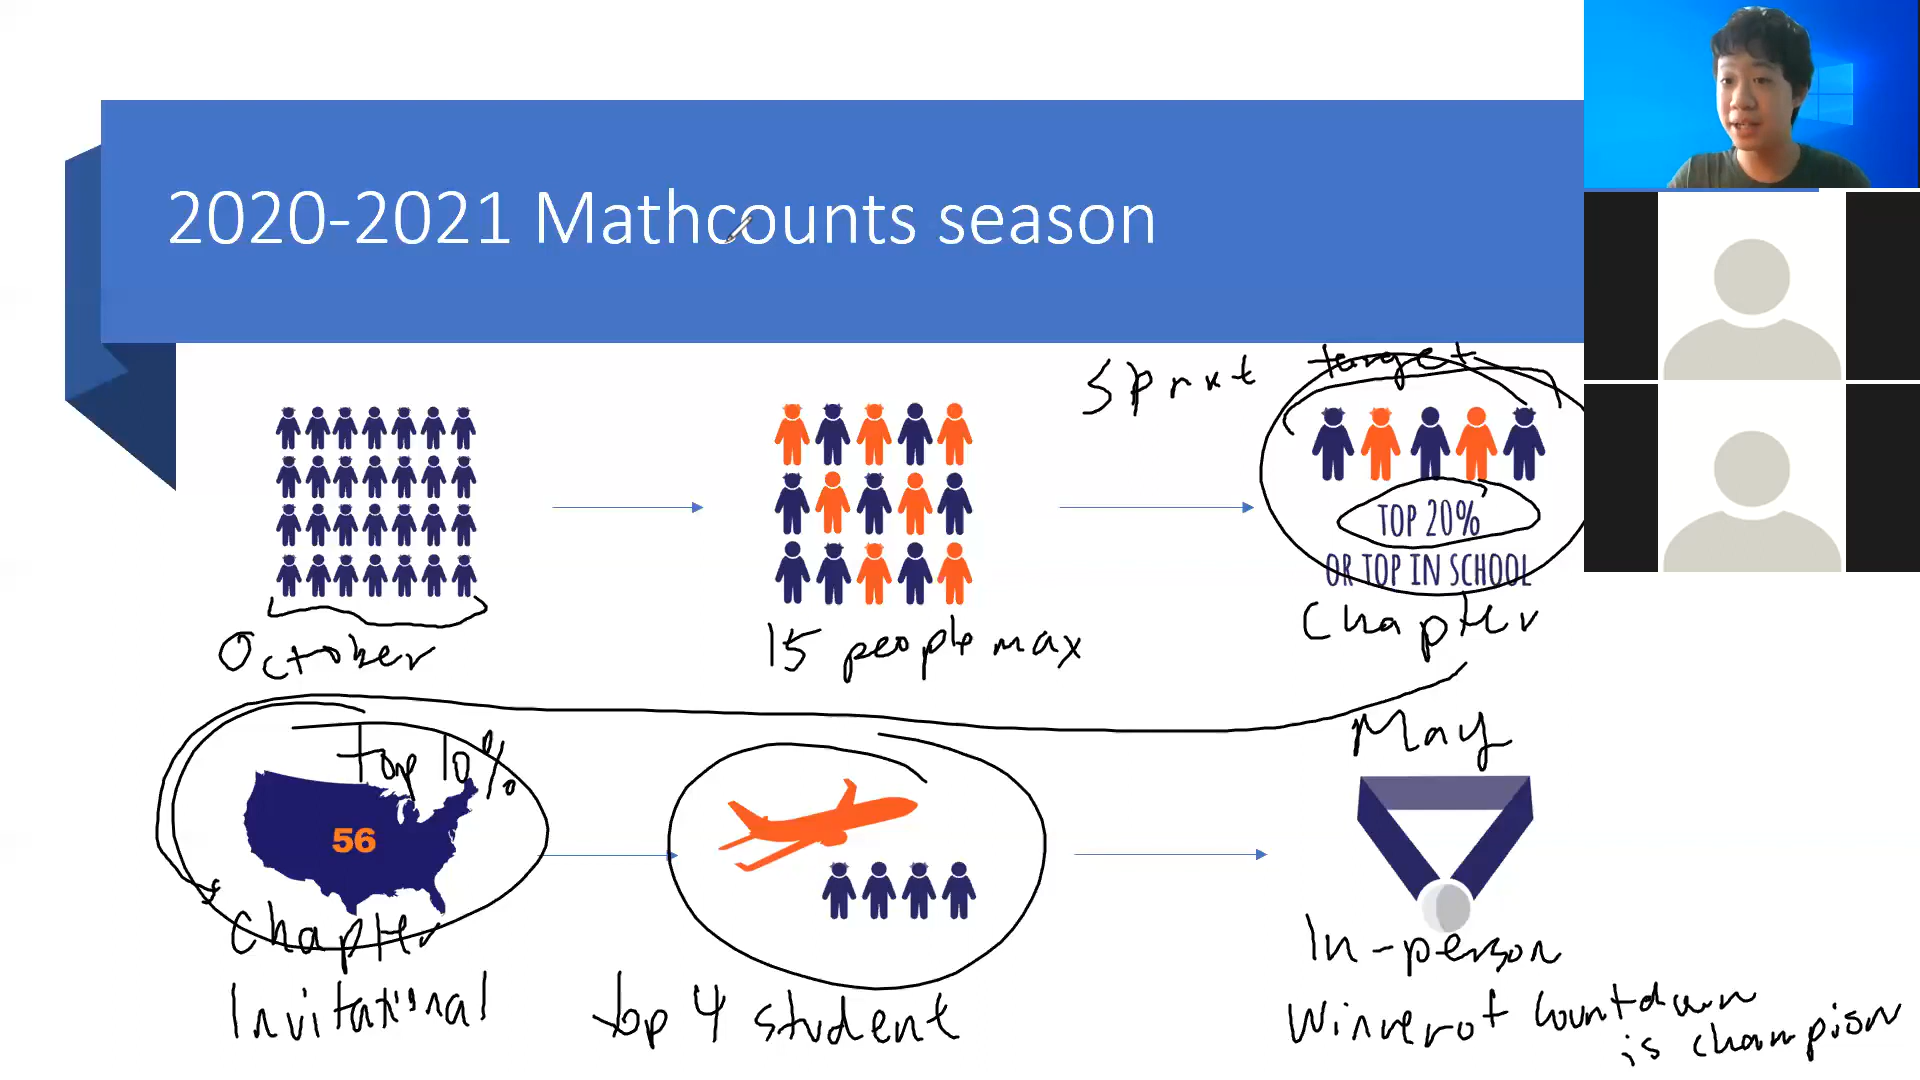 2020-2021 Mathcounts season
Sprint target
TOP 20%
OR TOP IN SCHOOL
October
15 people max
Chapter
Top 10%
56
Chapter
Invitational
top 4 student
May
In-person
Winner of Countdown
is champion